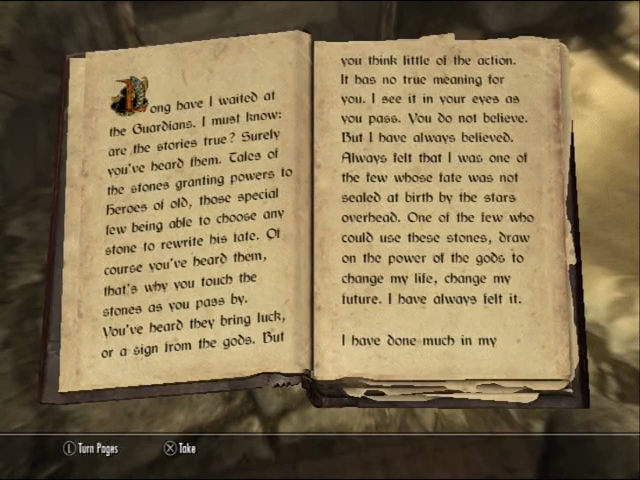 Long have I waited at
the Guardians. I must know:
are the stories true? Surely
you've heard them. Tales of
the stones granting powers to
heroes of old, those special
few being able to choose any
stone to rewrite his fate. Of
course you've heard them,
that's why you touch the
stones as you pass by.
You've heard they bring luck,
or a sign from the gods. But
you think little of the action.
It has no true meaning for
you. I see it in your eyes as
you pass. You do not believe.
But I have always believed.
Always felt that I was one of
the few whose fate was not
sealed at birth by the stars
overhead. One of the few who
could use these stones, draw
on the power of the gods to
change my life, change my
future. I have always felt it.
I have done much in my
L Turn Pages
X Take